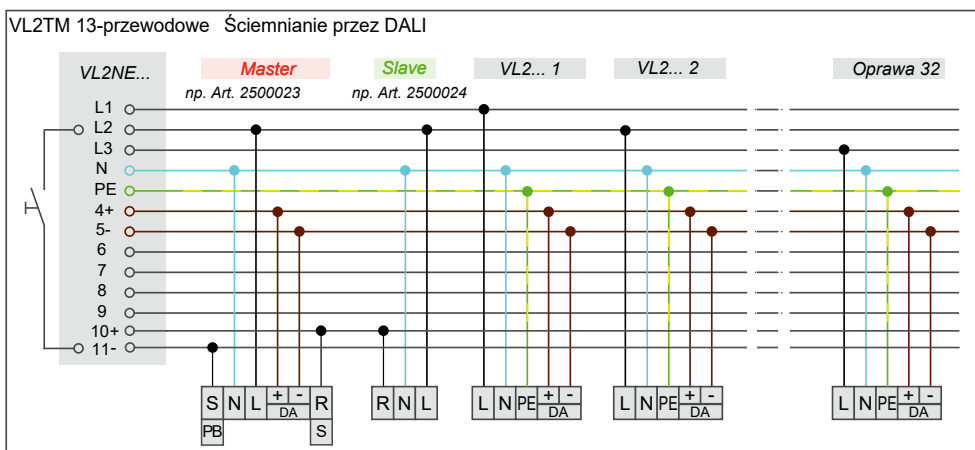 VL2TM 13-przewodowe Ściemnianie przez DALI
VL2NE... Master Slave VL2... 1 VL2... 2 Oprawa 32
np. Art. 2500023 np. Art. 2500024
L1
L2
L3
N
PE
4+
5-
6
7
8
9
10+
11-
S N L + - R R N L L N PE + - L N PE + - L N PE + -
DA DA DA DA
PB S